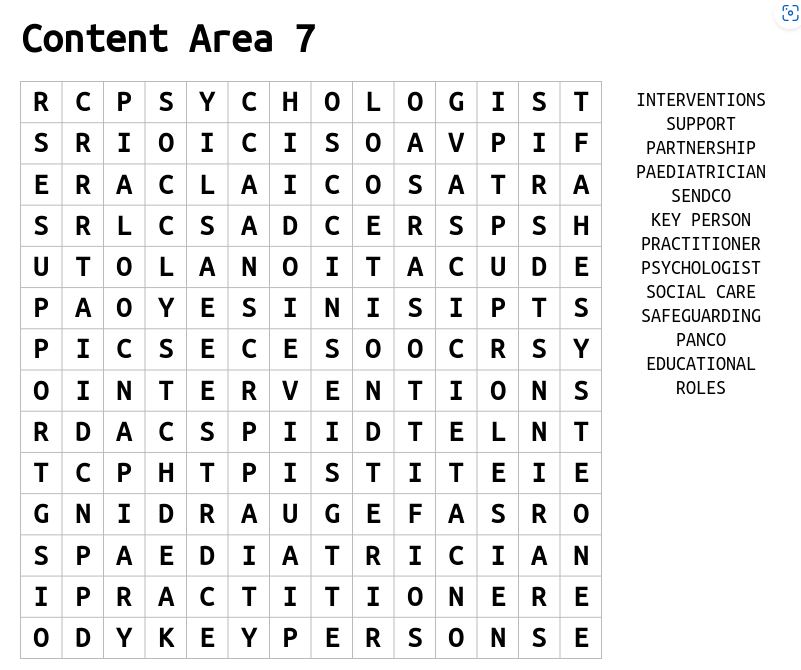 Content Area 7
R C P S Y C H O L O G I S T
S R I O I C I S O A V P I F
E R A C L A I C O S A T R A
S R L C S A D C E R S P S H
U T O L A N O I T A C U D E
P A O Y E S I N I S I P T S
P I C S E C E S O O C R S Y
O I N T E R V E N T I O N S
R D A C S P I I D T E L N T
T C P H T P I S T I T E I E
G N I D R A U G E F A S R O
S P A E D I A T R I C I A N
I P R A C T I T I O N E R E
O D Y K E Y P E R S O N S E
INTERVENTIONS
SUPPORT
PARTNERSHIP
PAEDIATRICIAN
SENDCO
KEY PERSON
PRACTITIONER
PSYCHOLOGIST
SOCIAL CARE
SAFEGUARDING
PANCO
EDUCATIONAL
ROLES